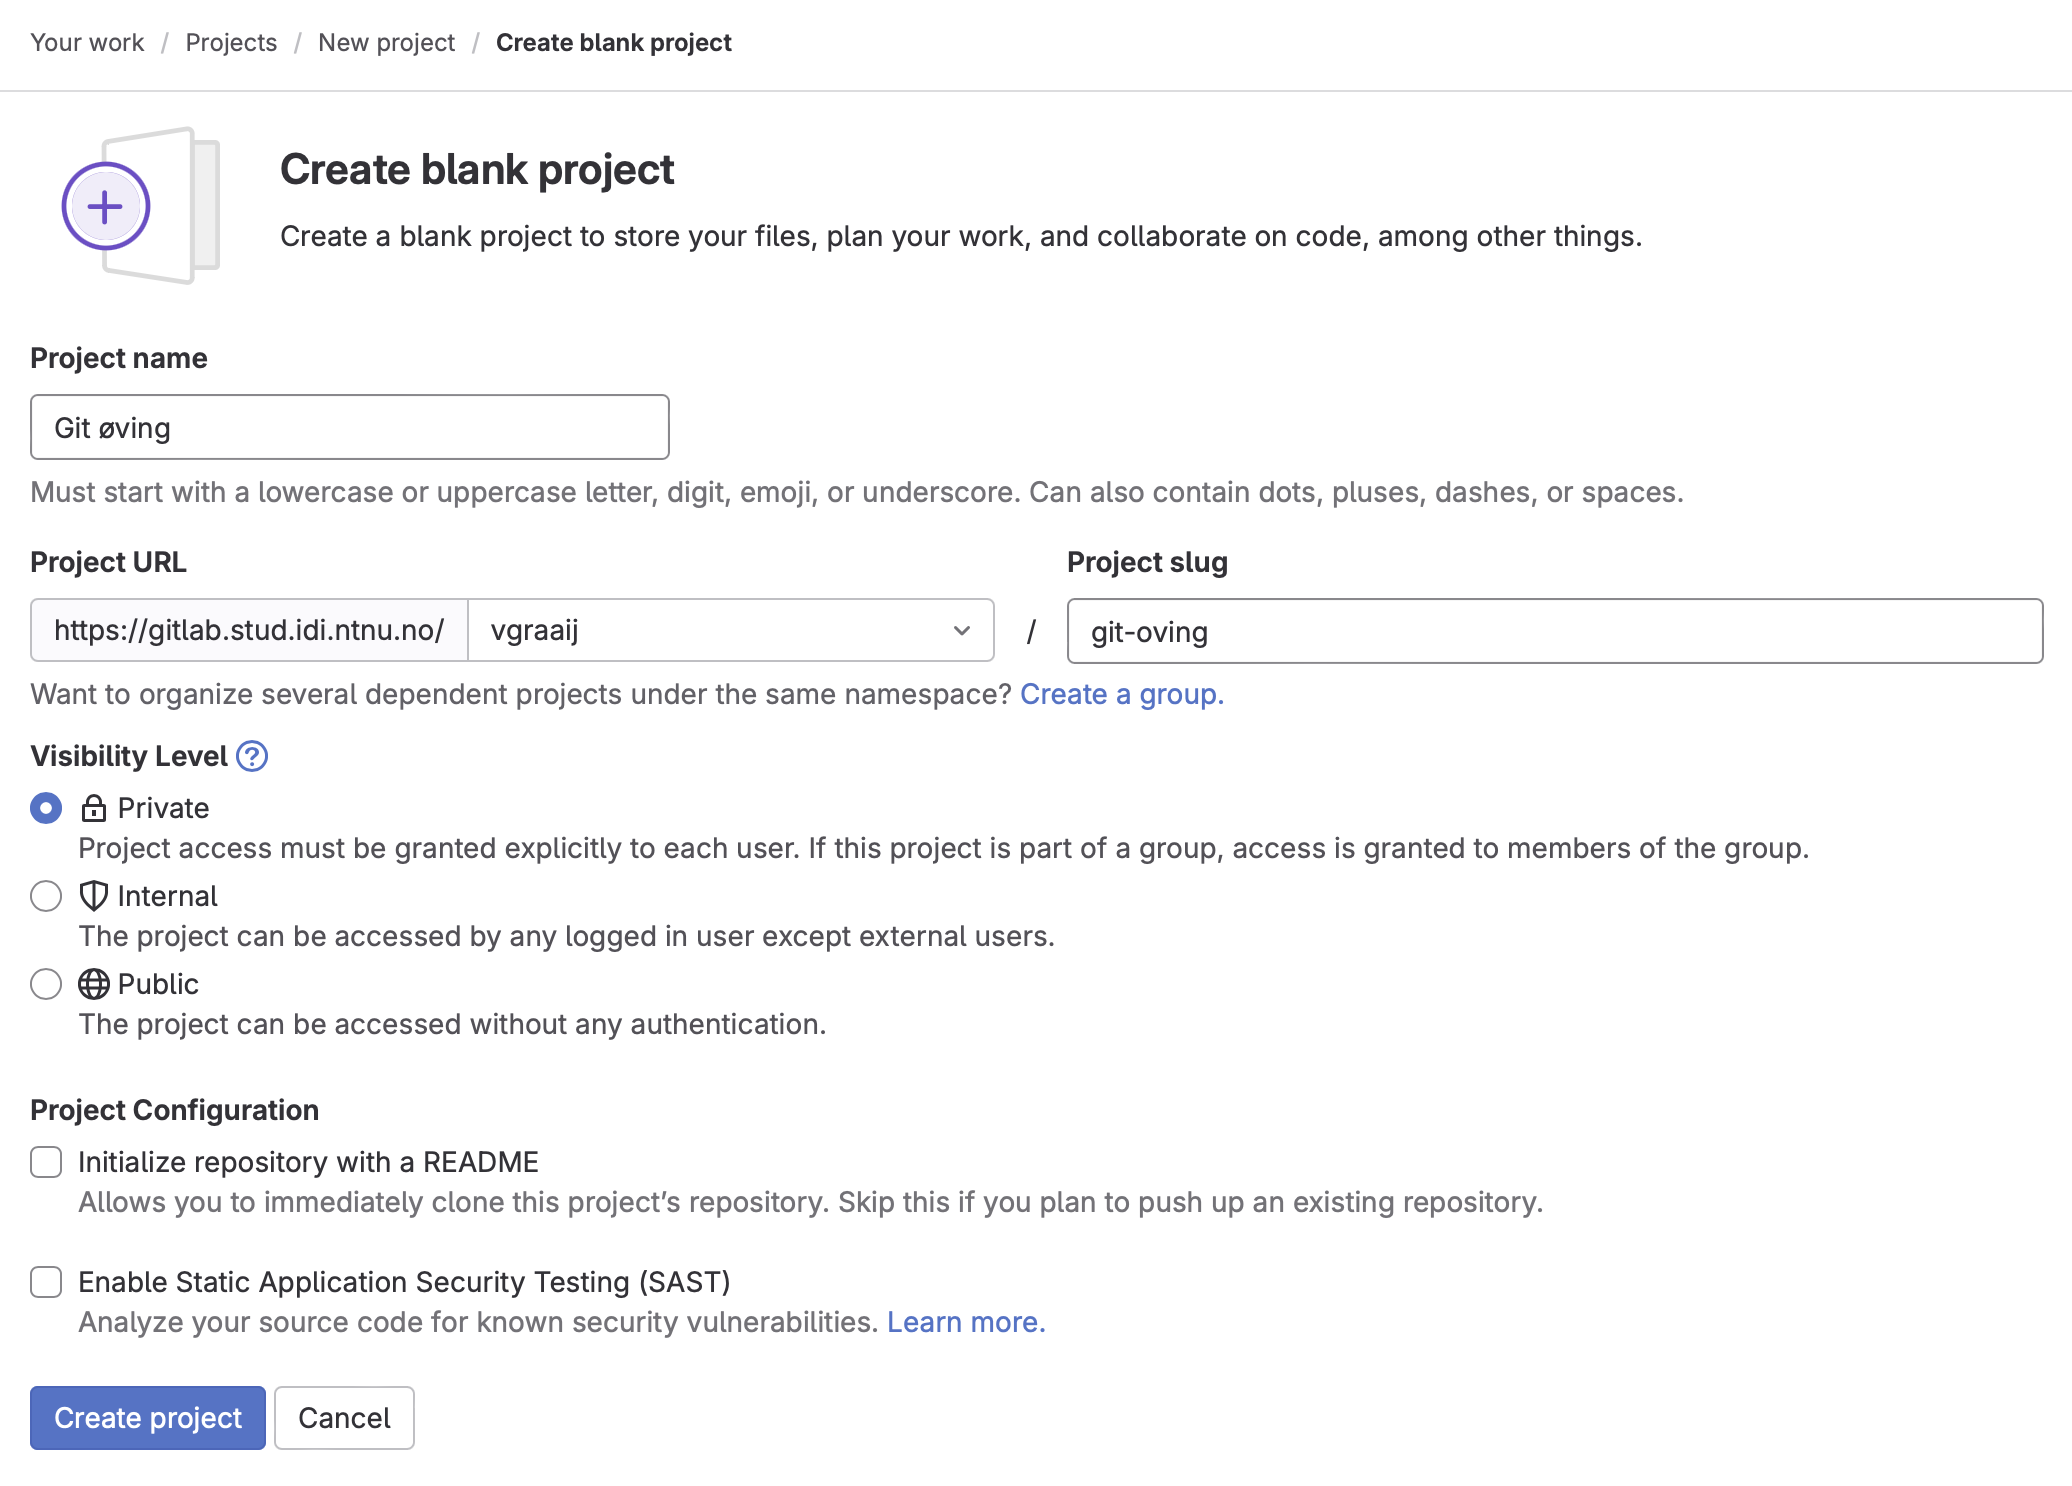 Your work / Projects / New project / Create blank project
Create blank project
Create a blank project to store your files, plan your work, and collaborate on code, among other things.
Project name
Git øving
Must start with a lowercase or uppercase letter, digit, emoji, or underscore. Can also contain dots, pluses, dashes, or spaces.
Project URL
Project slug
https://gitlab.stud.idi.ntnu.no/ vgraaij / git-oving
Want to organize several dependent projects under the same namespace? Create a group.
Visibility Level ?
Private
Project access must be granted explicitly to each user. If this project is part of a group, access is granted to members of the group.
Internal
The project can be accessed by any logged in user except external users.
Public
The project can be accessed without any authentication.
Project Configuration
Initialize repository with a README
Allows you to immediately clone this project’s repository. Skip this if you plan to push up an existing repository.
Enable Static Application Security Testing (SAST)
Analyze your source code for known security vulnerabilities. Learn more.
Create project Cancel